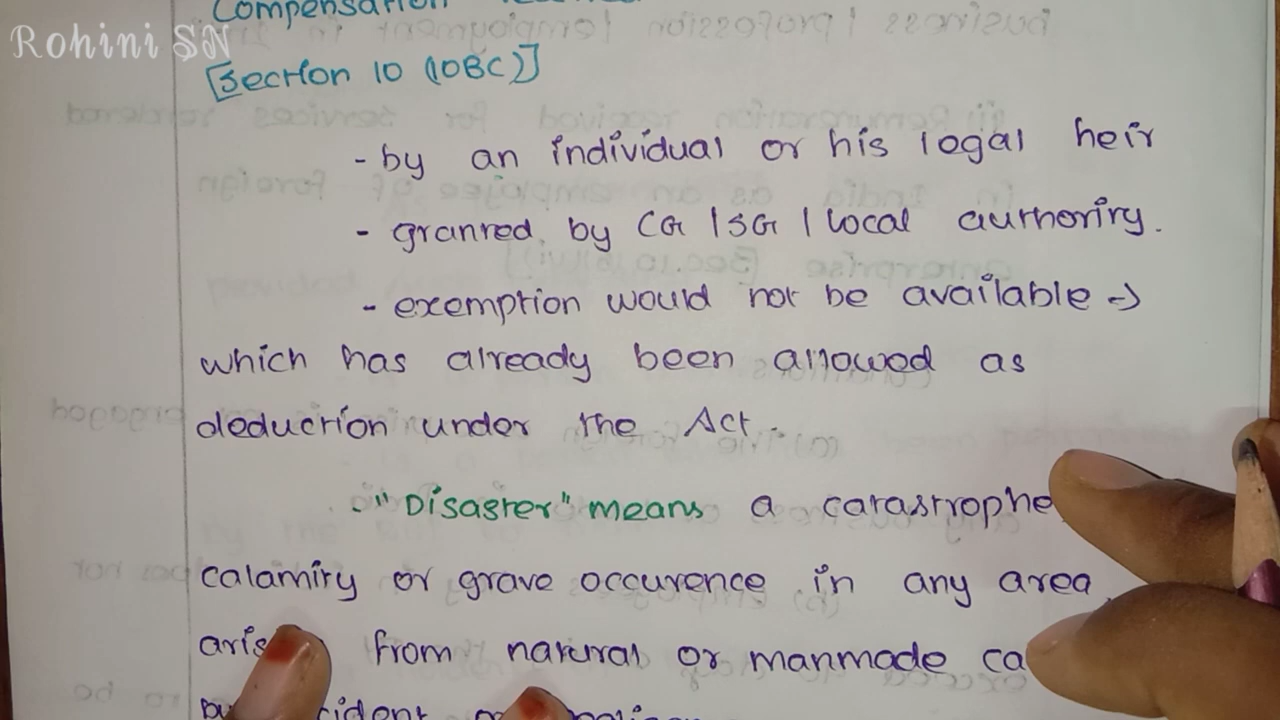 Rohini SN
Compensation
[Section 10 (10BC)]
- by an individual or his legal heir
- granted by CG | SG | local authority.
- exemption would not be available ->
which has already been allowed as
deduction under the Act.
"Disaster" means a catastrophe
calamity or grave occurence in any area,
from natural or manmade